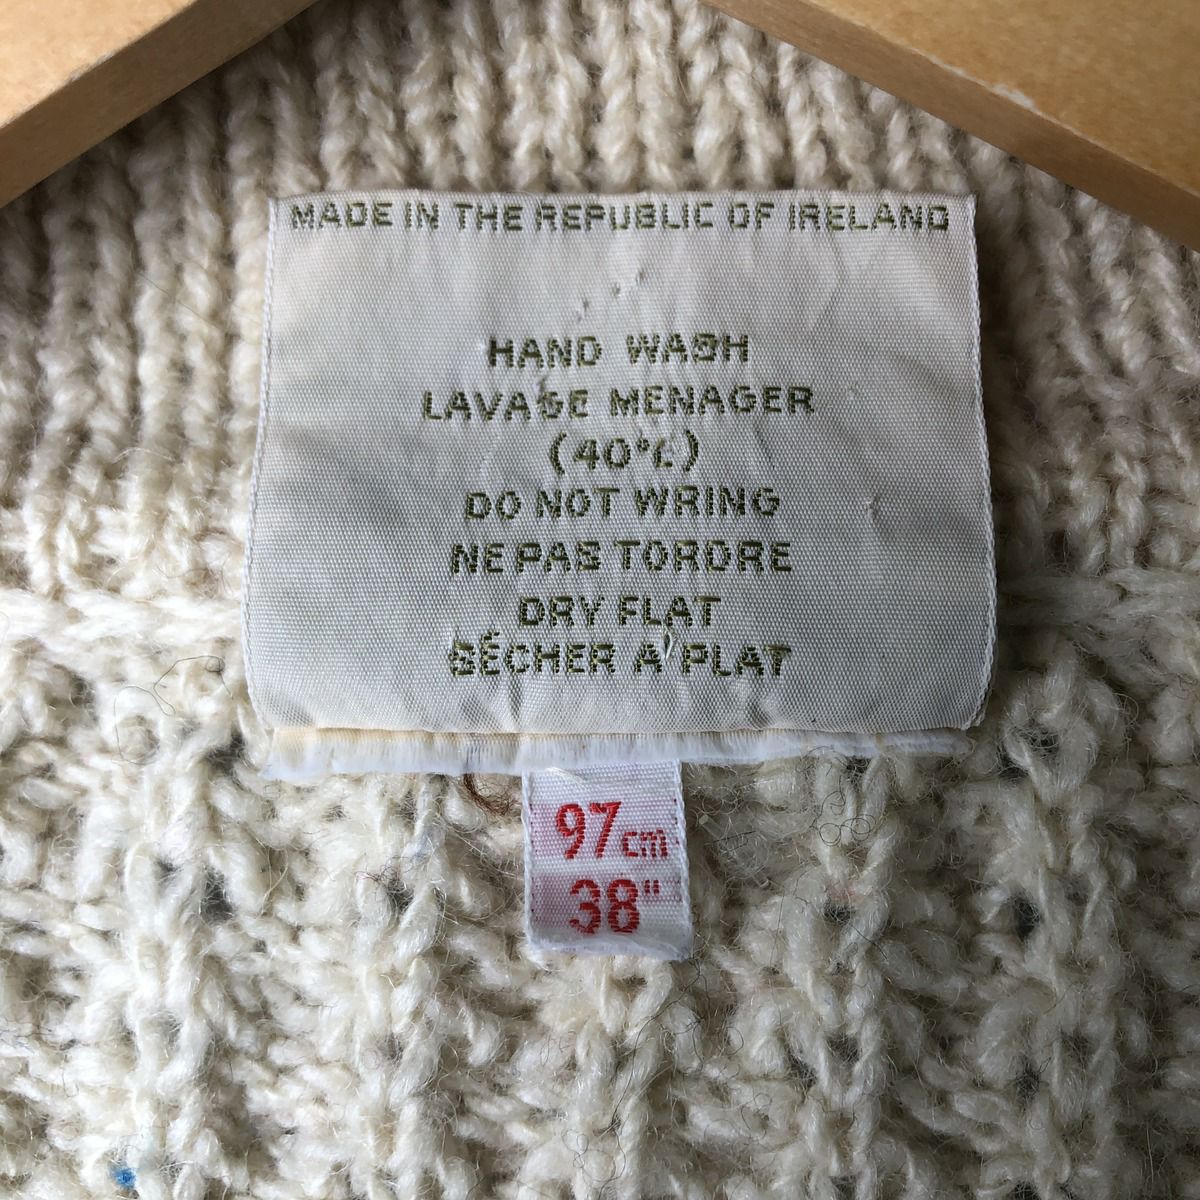 MADE IN THE REPUBLIC OF IRELAND
HAND WASH
LAVAGE MENAGER
(40°C)
DO NOT WRING
NE PAS TORDRE
DRY FLAT
SÉCHER A' PLAT
97cm
38"